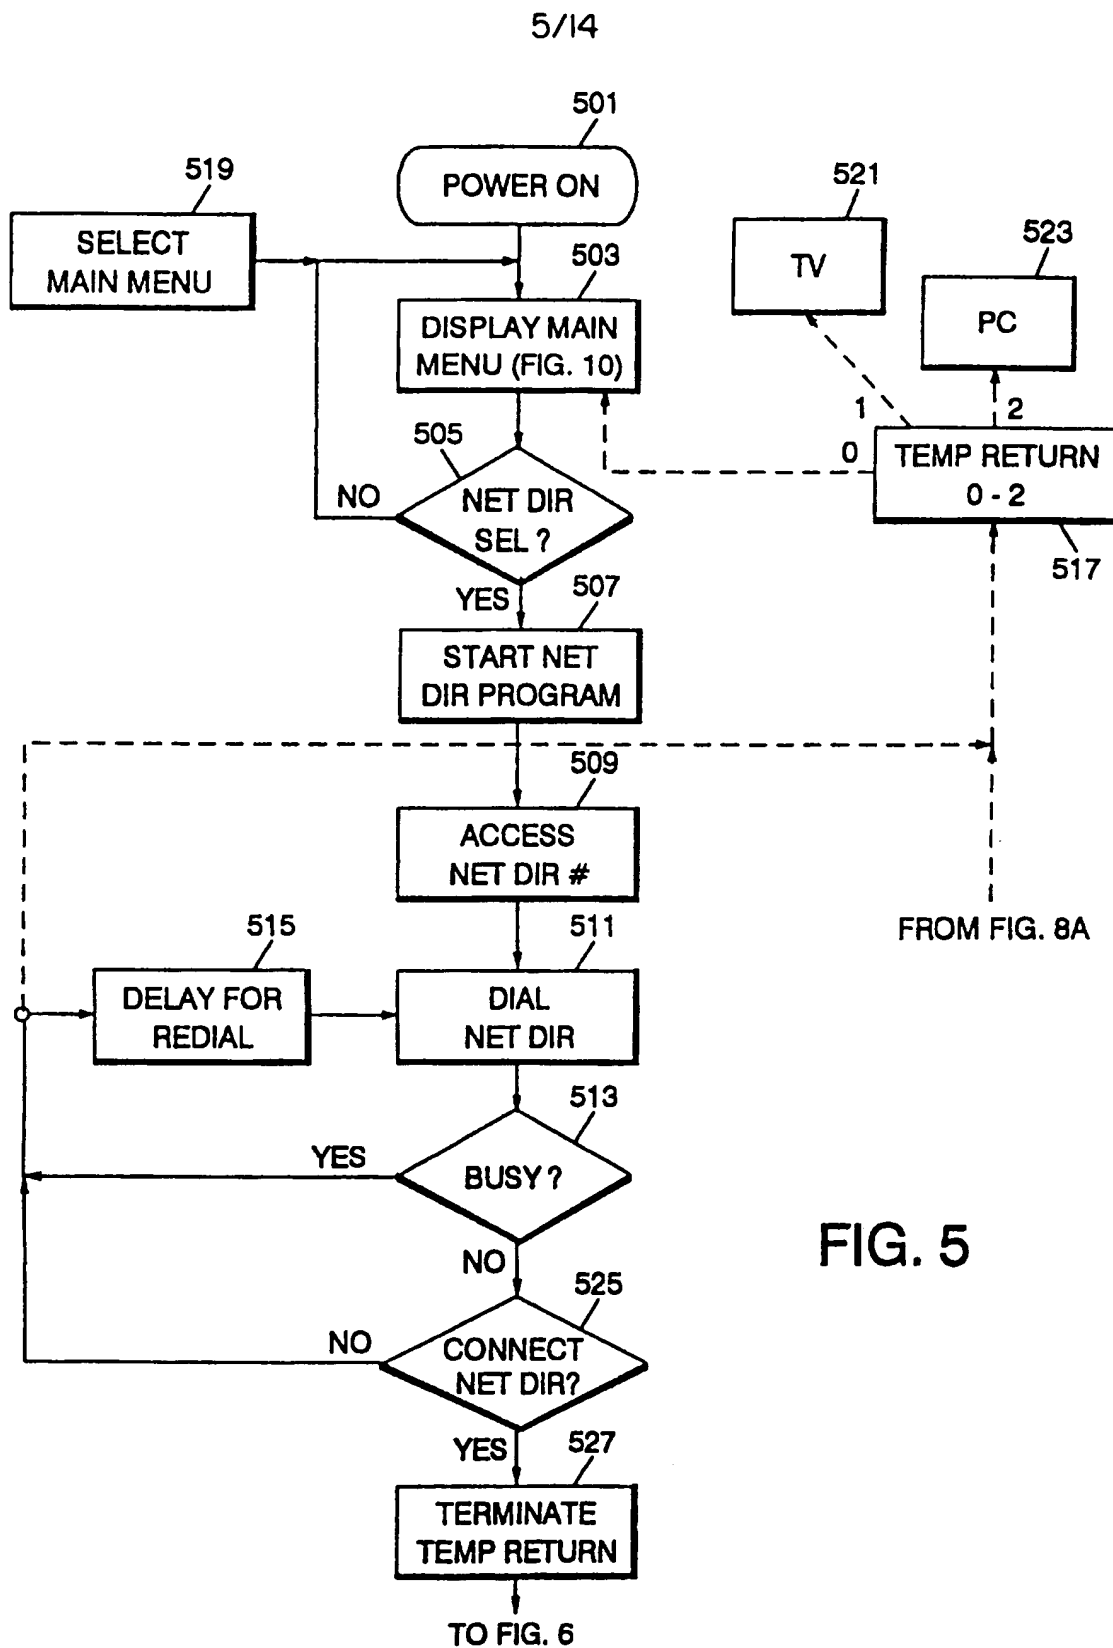 5/14
501
POWER ON
519
SELECT
MAIN MENU
503
DISPLAY MAIN
MENU (FIG. 10)
521
TV
523
PC
1
2
0
TEMP RETURN
0 - 2
517
505
NO
NET DIR
SEL ?
YES
507
START NET
DIR PROGRAM
509
ACCESS
NET DIR #
FROM FIG. 8A
515
DELAY FOR
REDIAL
511
DIAL
NET DIR
513
YES
BUSY ?
NO
FIG. 5
525
NO
CONNECT
NET DIR?
YES
527
TERMINATE
TEMP RETURN
TO FIG. 6